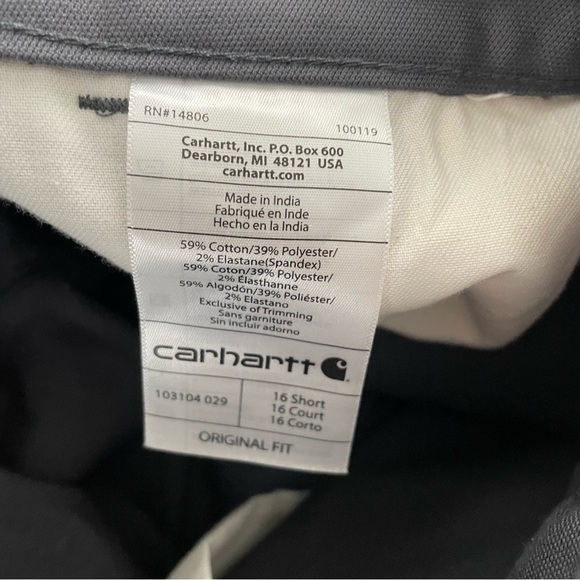 RN#14806
100119
Carhartt, Inc. P.O. Box 600
Dearborn, MI 48121 USA
carhartt.com
Made in India
Fabriqué en Inde
Hecho en la India
59% Cotton/39% Polyester/
2% Elastane(Spandex)
59% Coton/39% Polyester/
2% Élasthanne
59% Algodón/39% Poliéster/
2% Elastano
Exclusive of Trimming
Sans garniture
Sin incluir adorno
carhartt
103104 029
16 Short
16 Court
16 Corto
ORIGINAL FIT